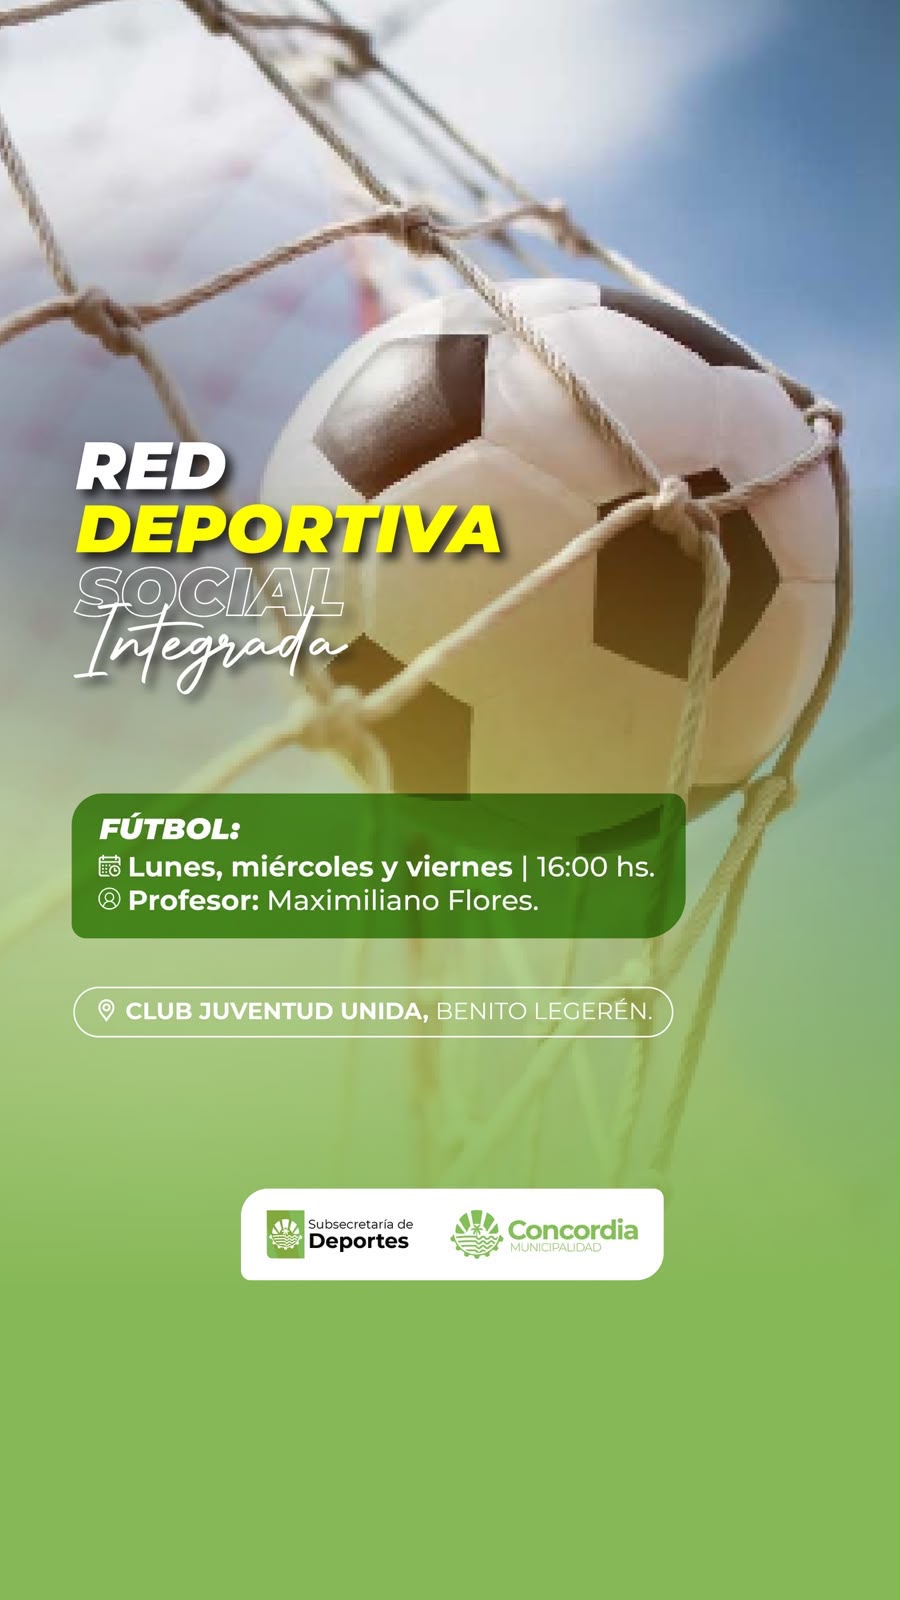 RED
DEPORTIVA
SOCIAL
Integrada
FÚTBOL:
Lunes, miércoles y viernes | 16:00 hs.
Profesor: Maximiliano Flores.
CLUB JUVENTUD UNIDA, BENITO LEGERÉN.
Subsecretaría de
Deportes
Concordia
MUNICIPALIDAD